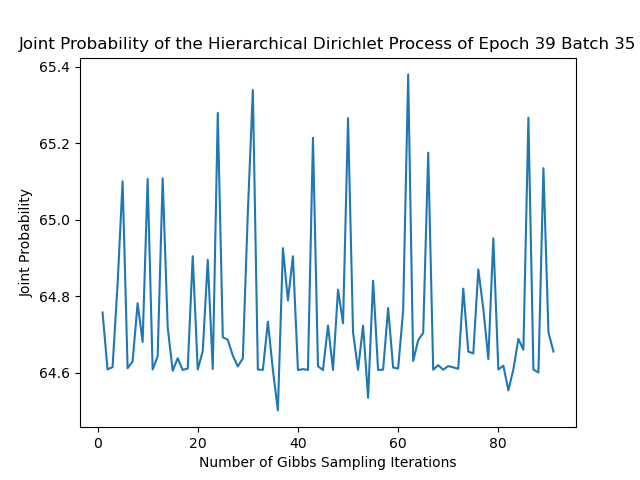 Joint Probability of the Hierarchical Dirichlet Process of Epoch 39 Batch 35
65.4
65.2
65.0
64.8
64.6
Joint Probability
0 20 40 60 80
Number of Gibbs Sampling Iterations